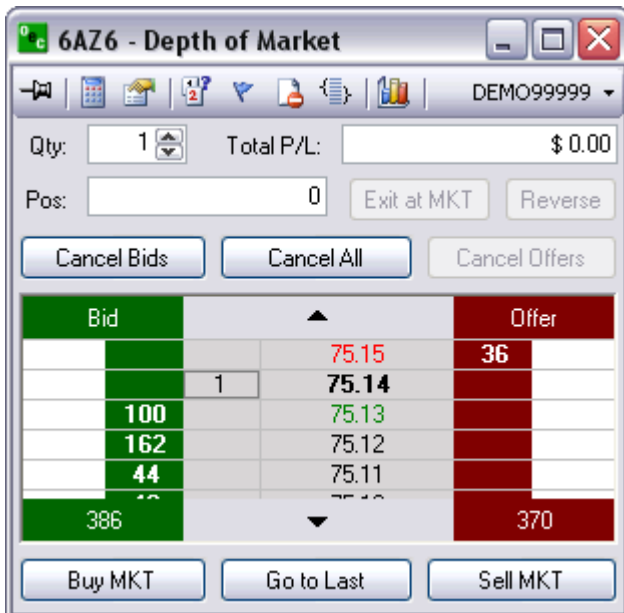 Oec 6AZ6 - Depth of Market
DEMO99999
Qty: 1 Total P/L: $ 0.00
Pos: 0 Exit at MKT Reverse
Cancel Bids Cancel All Cancel Offers
Bid Offer
75.15 36
1 75.14
100 75.13
162 75.12
44 75.11
386 370
Buy MKT Go to Last Sell MKT